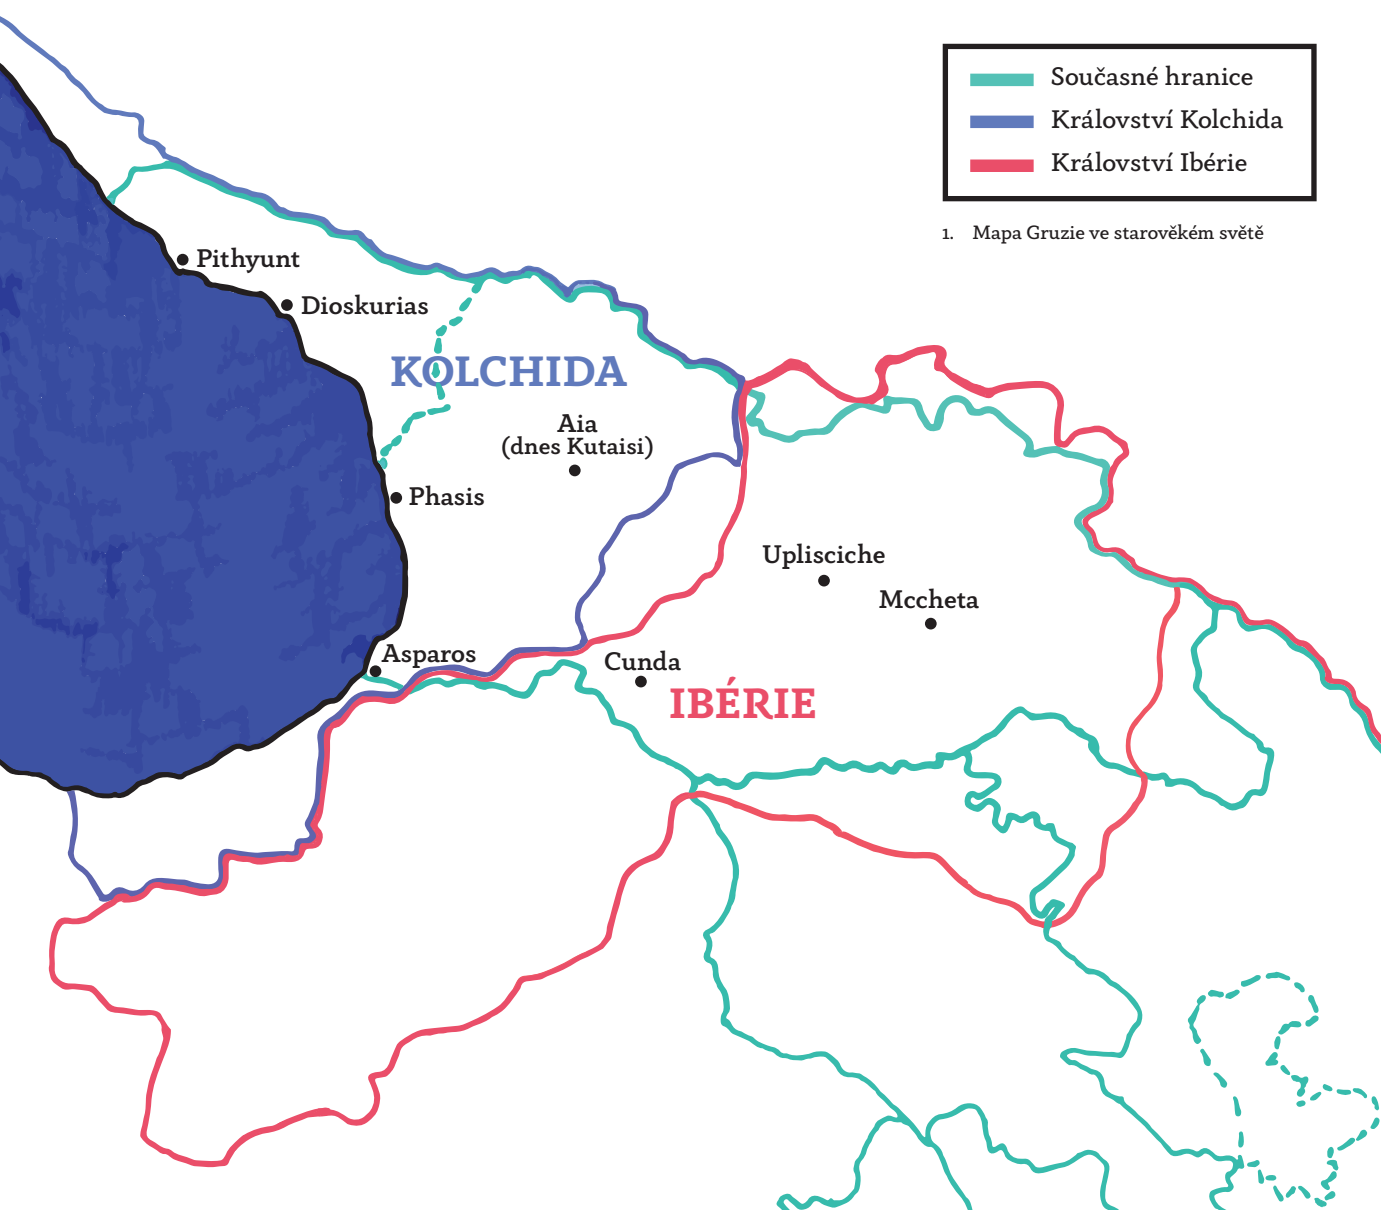 Současné hranice
Království Kolchida
Království Ibérie
1. Mapa Gruzie ve starověkém světě
Pithyunt
Dioskurias
KOLCHIDA
Aia
(dnes Kutaisi)
Phasis
Uplisciche
Mccheta
Asparos
Cunda
IBÉRIE